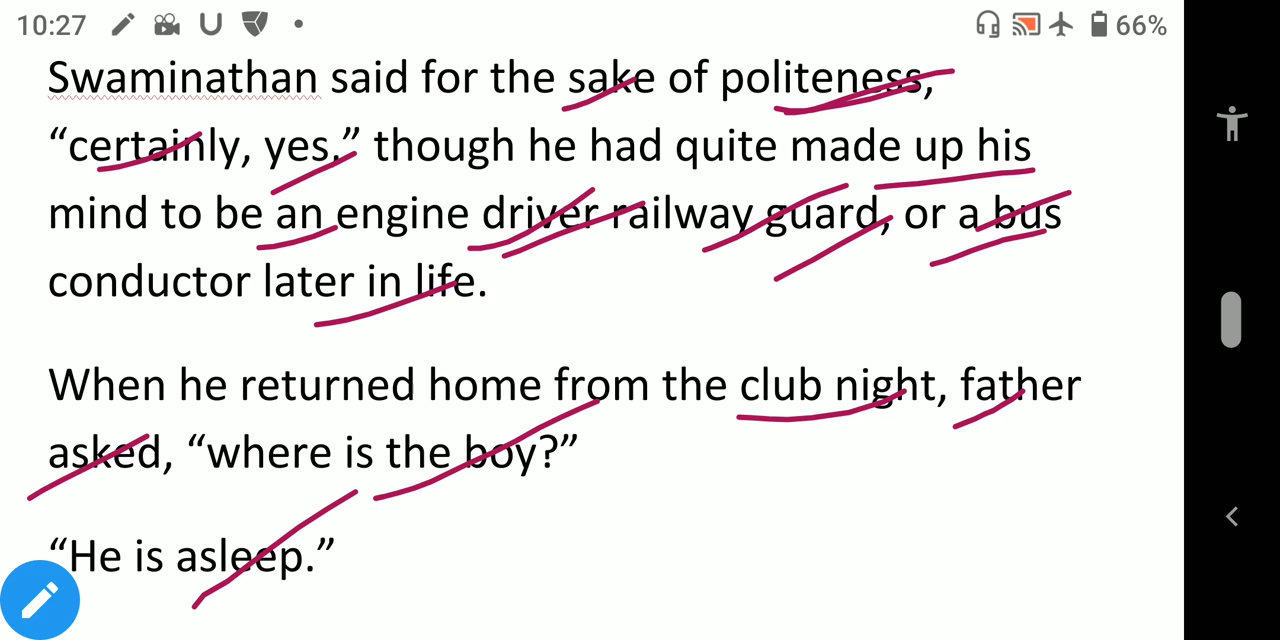 10:27 66%
Swaminathan said for the sake of politeness,
“certainly, yes.” though he had quite made up his
mind to be an engine driver railway guard, or a bus
conductor later in life.
When he returned home from the club night, father
asked, “where is the boy?”
“He is asleep.”